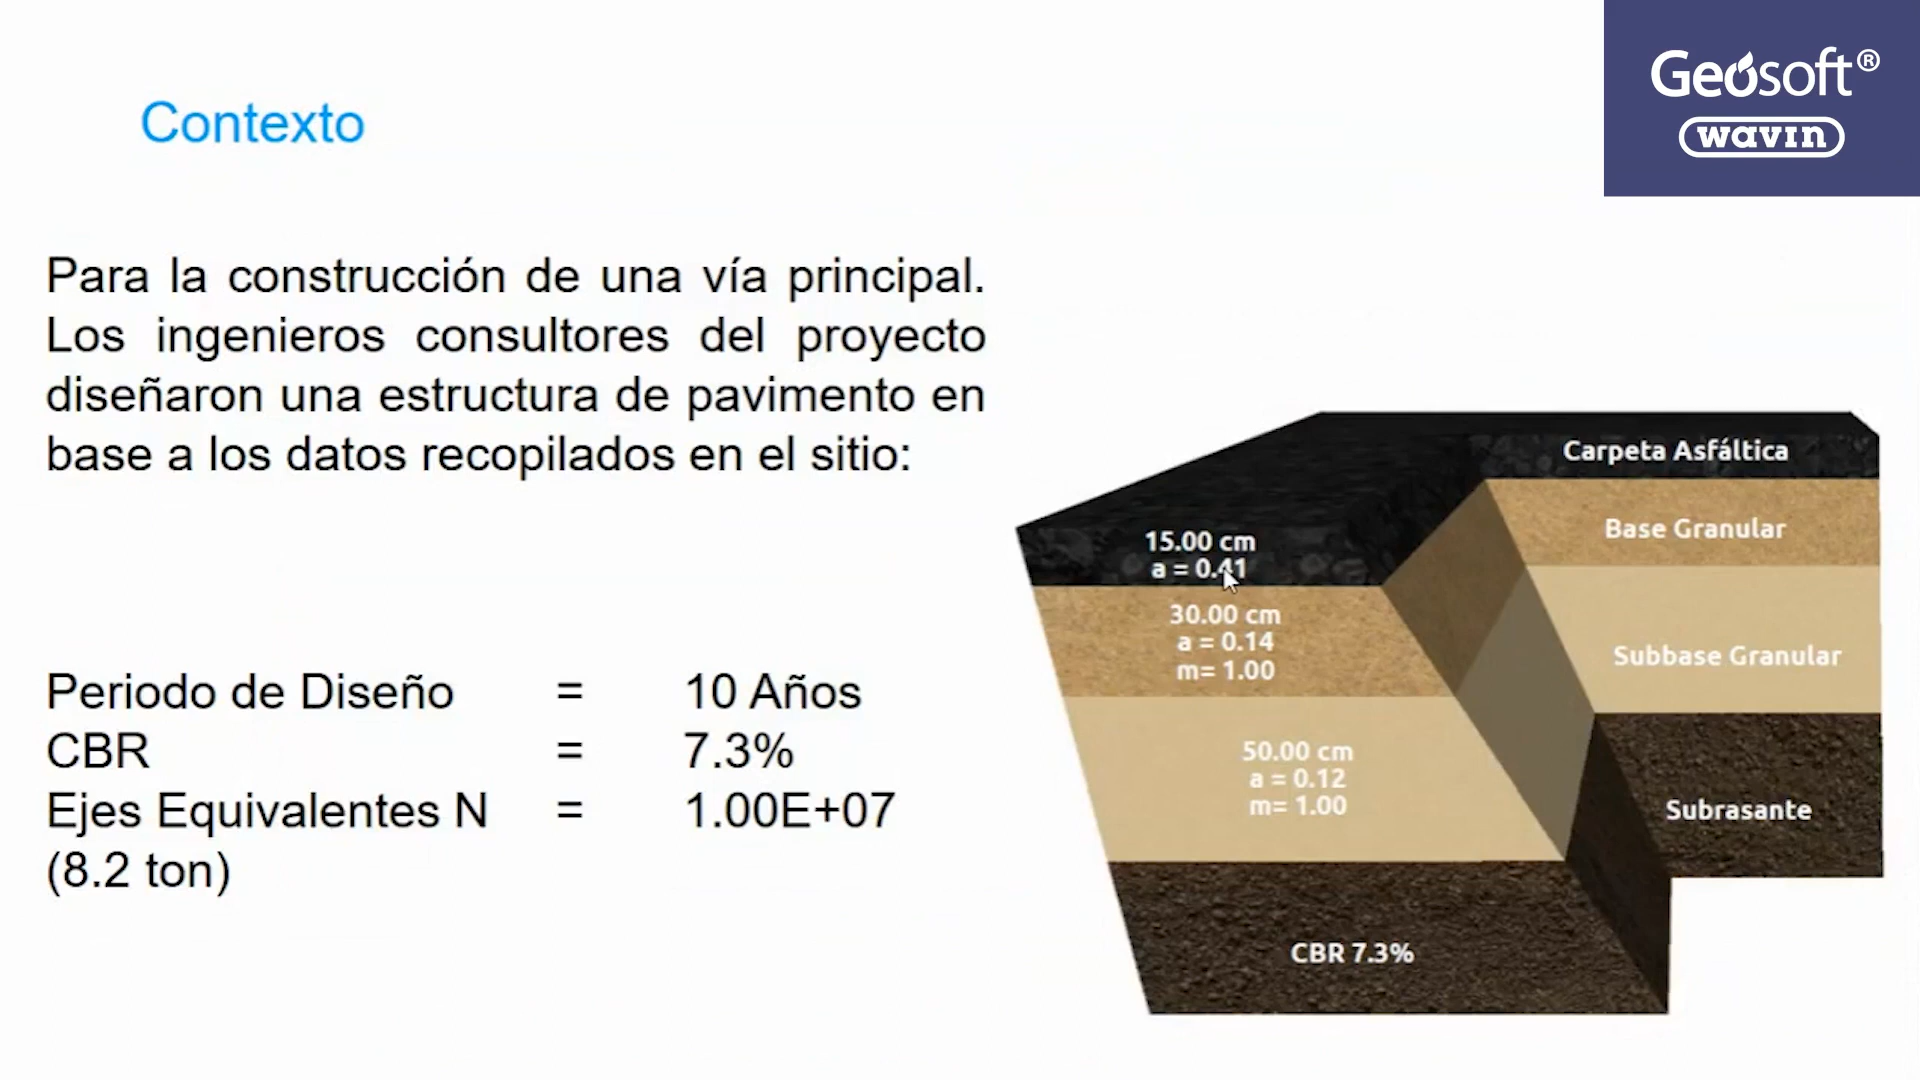 Geosoft®
wavin
Contexto
Para la construcción de una vía principal.
Los ingenieros consultores del proyecto
diseñaron una estructura de pavimento en
base a los datos recopilados en el sitio:
Periodo de Diseño = 10 Años
CBR = 7.3%
Ejes Equivalentes N = 1.00E+07
(8.2 ton)
Carpeta Asfáltica
Base Granular
Subbase Granular
Subrasante
15.00 cm
a = 0.41
30.00 cm
a = 0.14
m= 1.00
50.00 cm
a = 0.12
m= 1.00
CBR 7.3%